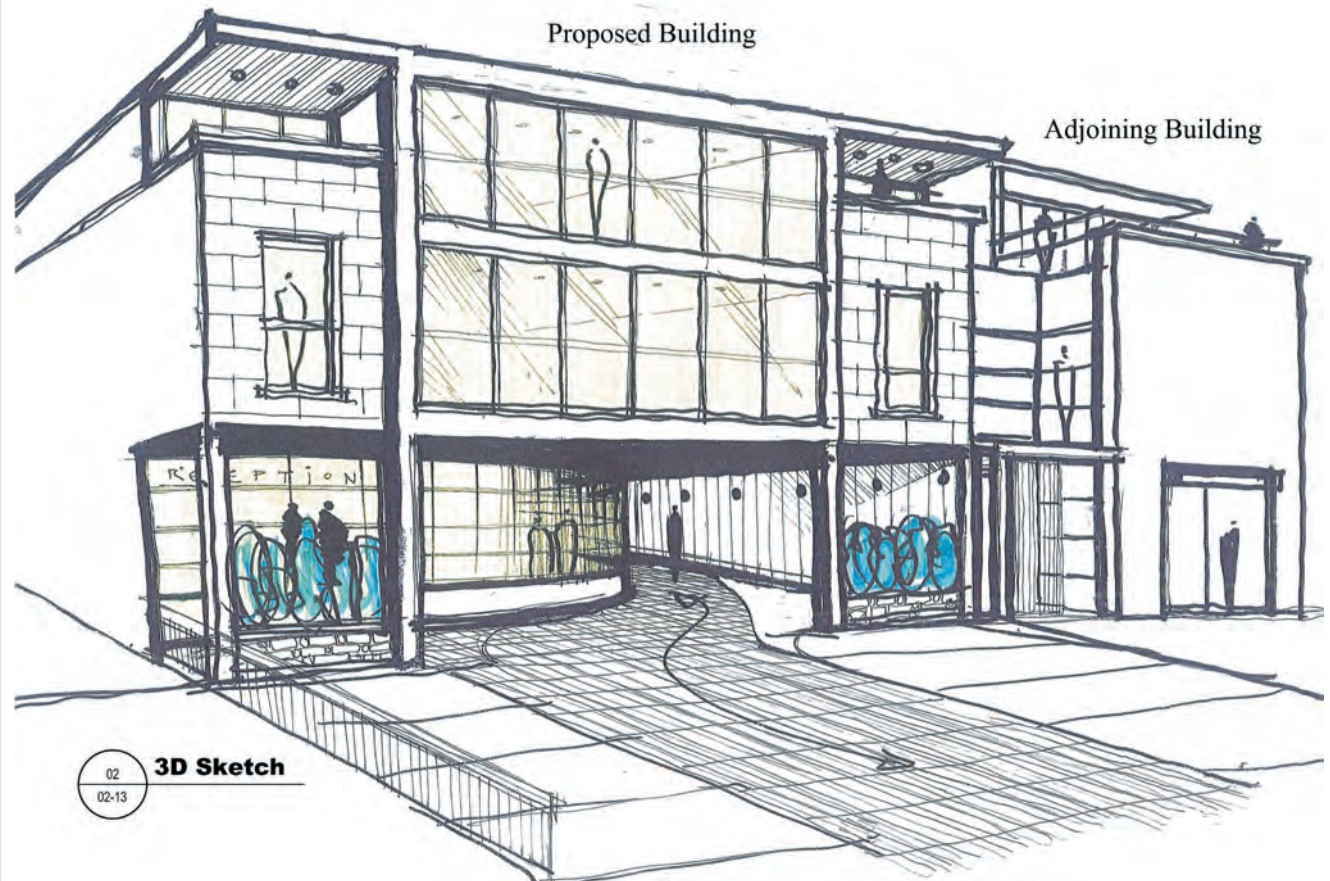 Proposed Building
Adjoining Building
RECEPTION
02
3D Sketch
02-13